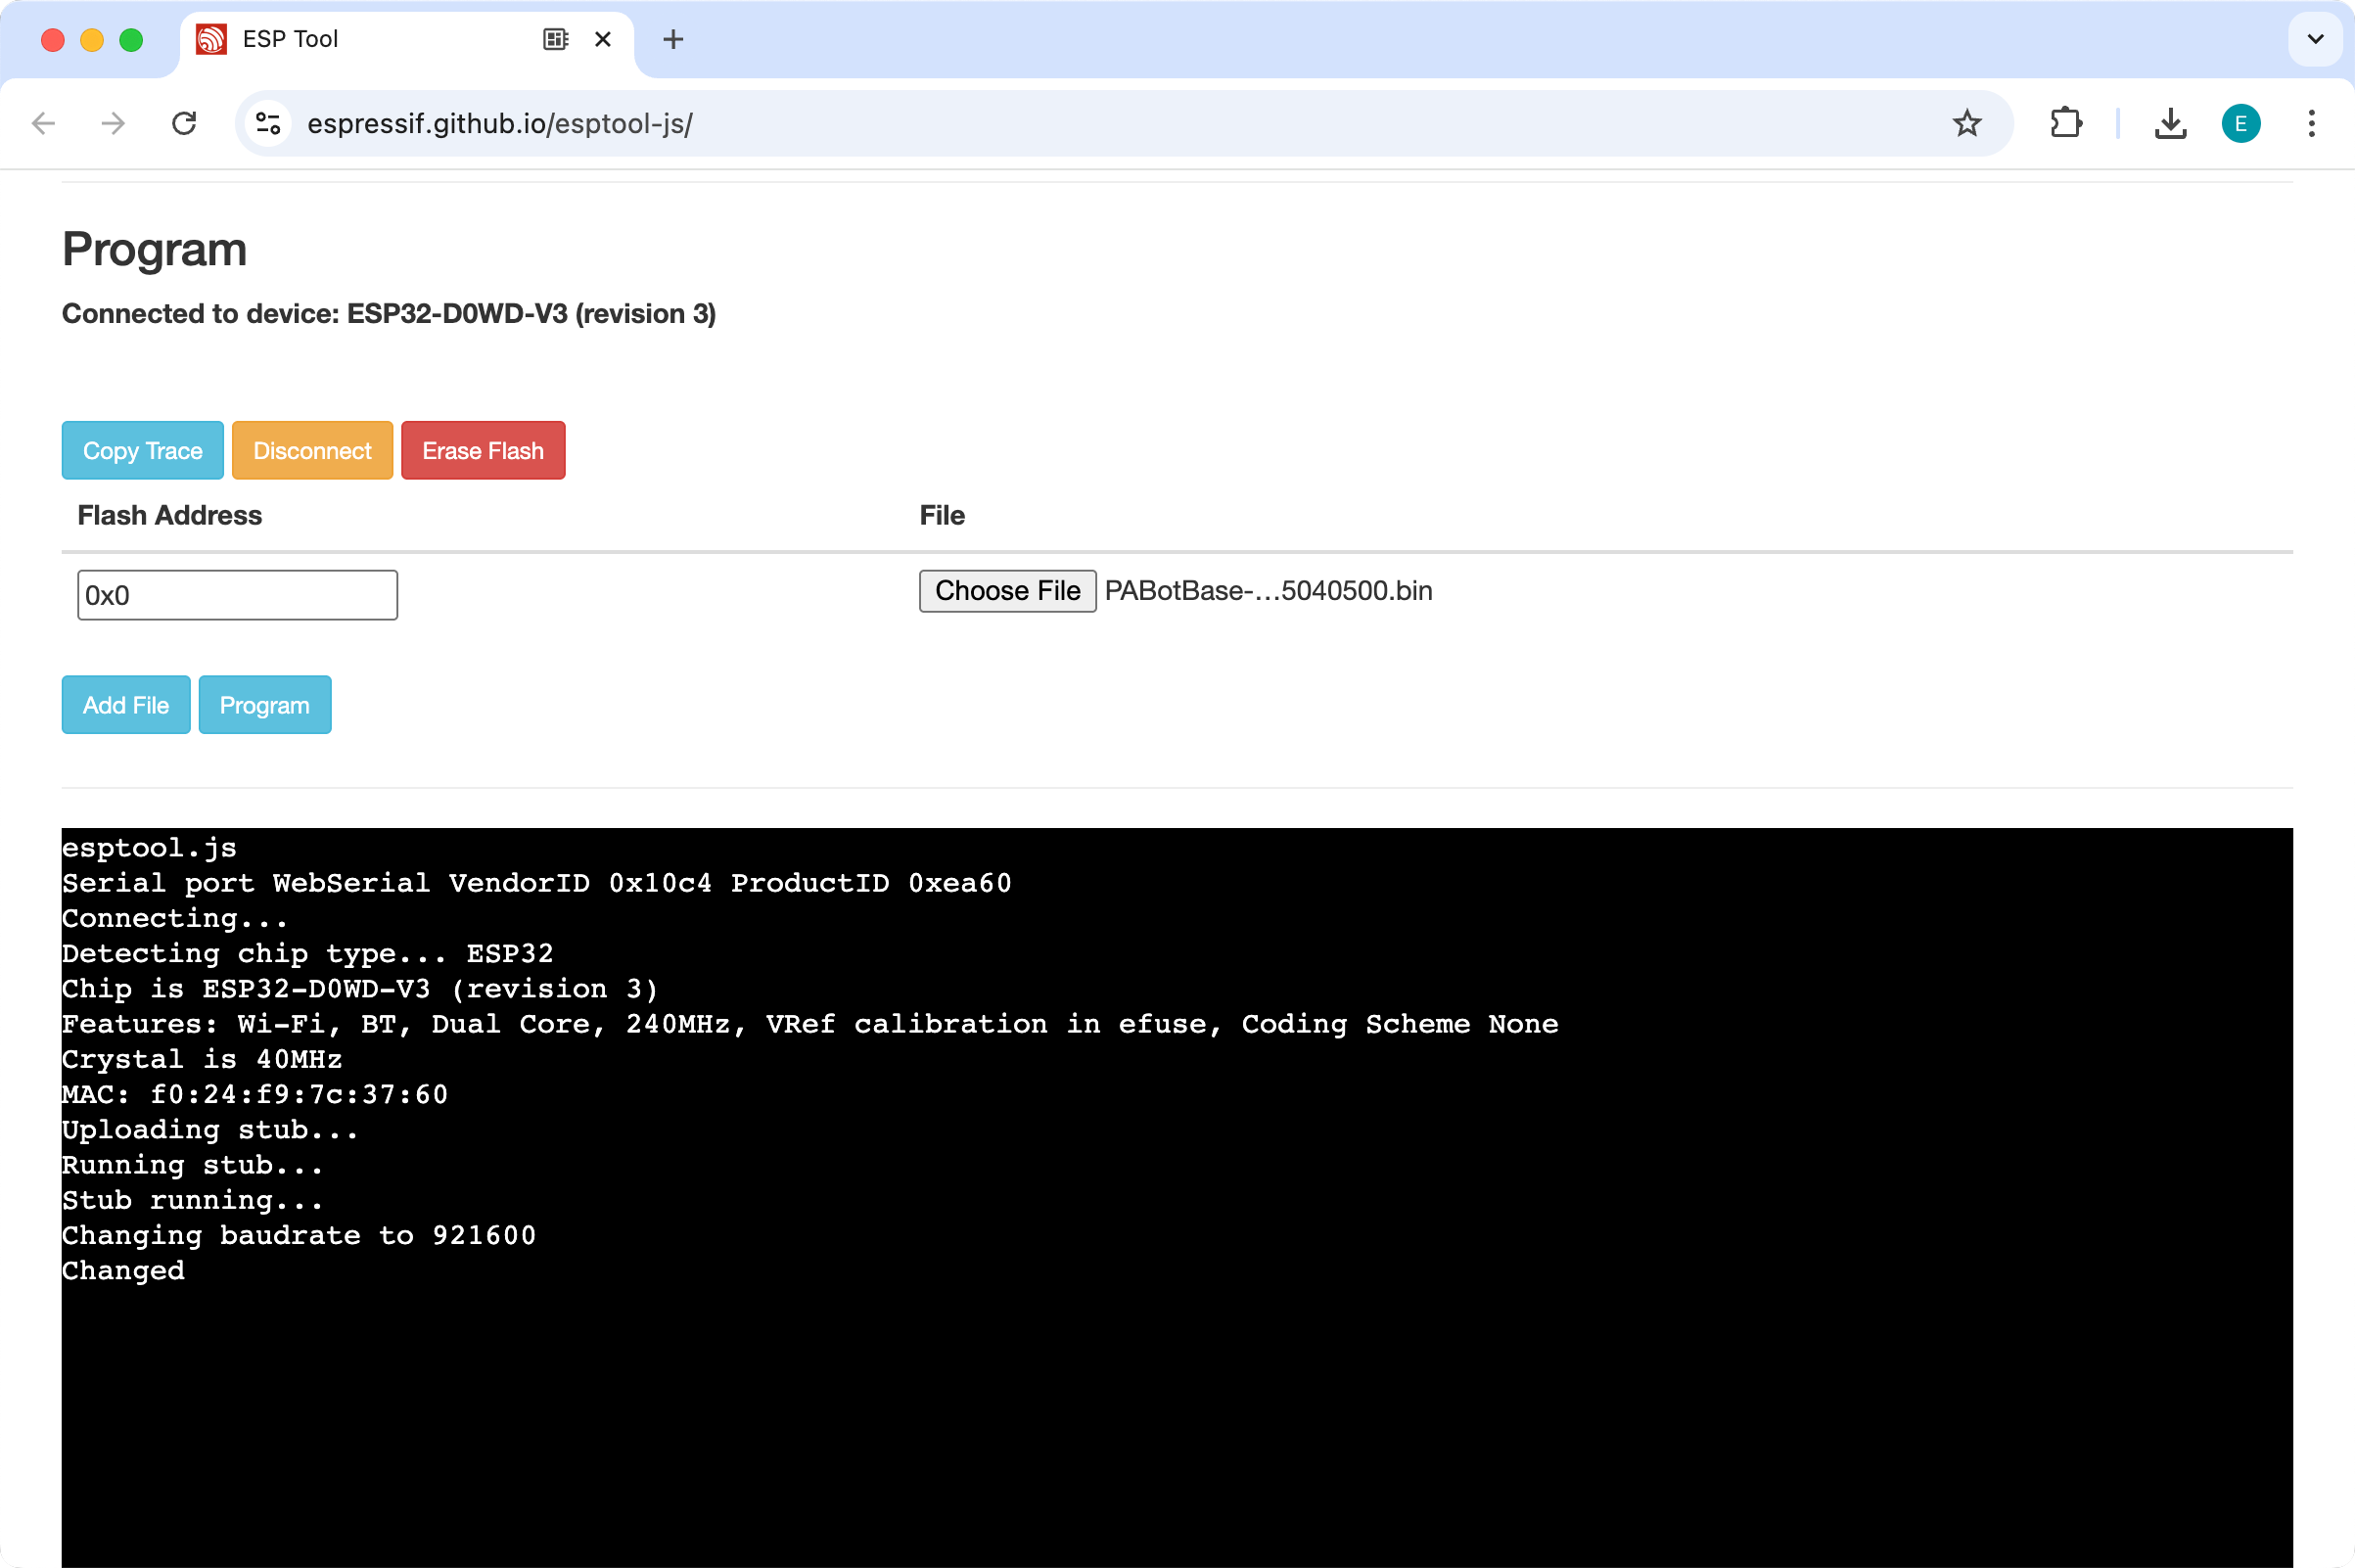 ESP Tool
espressif.github.io/esptool-js/
E
Program
Connected to device: ESP32-D0WD-V3 (revision 3)
Copy Trace Disconnect Erase Flash
Flash Address File
0x0 Choose File PABotBase-...5040500.bin
Add File Program
esptool.js
Serial port WebSerial VendorID 0x10c4 ProductID 0xea60
Connecting...
Detecting chip type... ESP32
Chip is ESP32-D0WD-V3 (revision 3)
Features: Wi-Fi, BT, Dual Core, 240MHz, VRef calibration in efuse, Coding Scheme None
Crystal is 40MHz
MAC: f0:24:f9:7c:37:60
Uploading stub...
Running stub...
Stub running...
Changing baudrate to 921600
Changed